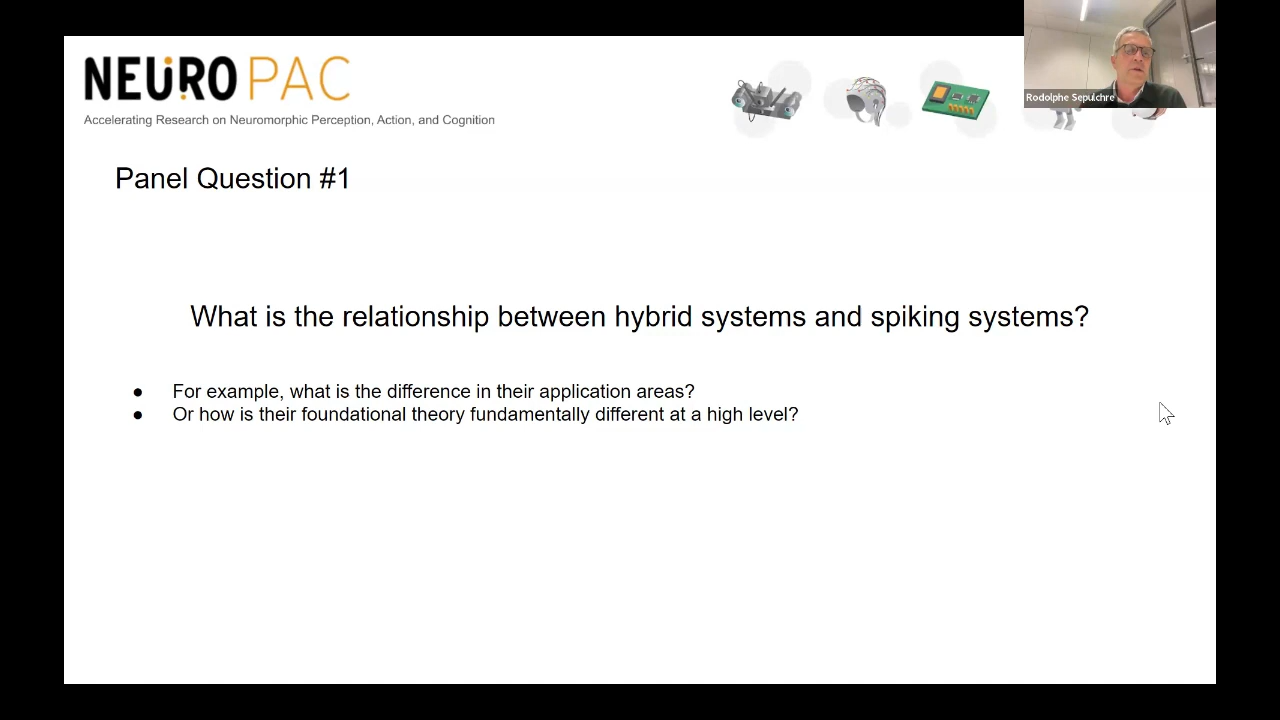 NEURO PAC
Accelerating Research on Neuromorphic Perception, Action, and Cognition
Rodolphe Sepulchre
Panel Question #1
What is the relationship between hybrid systems and spiking systems?
● For example, what is the difference in their application areas?
● Or how is their foundational theory fundamentally different at a high level?